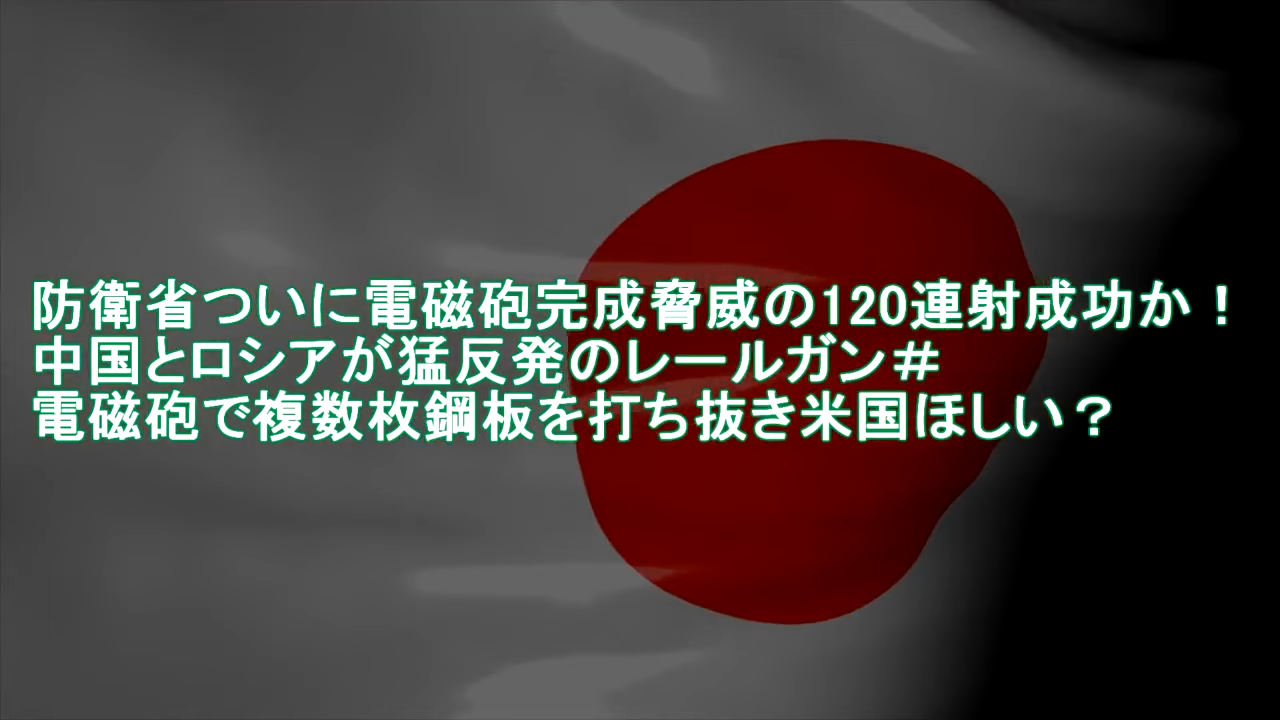 防衛省ついに電磁砲完成脅威の120連射成功か！
中国とロシアが猛反発のレールガン＃
電磁砲で複数枚鋼板を打ち抜き米国ほしい？